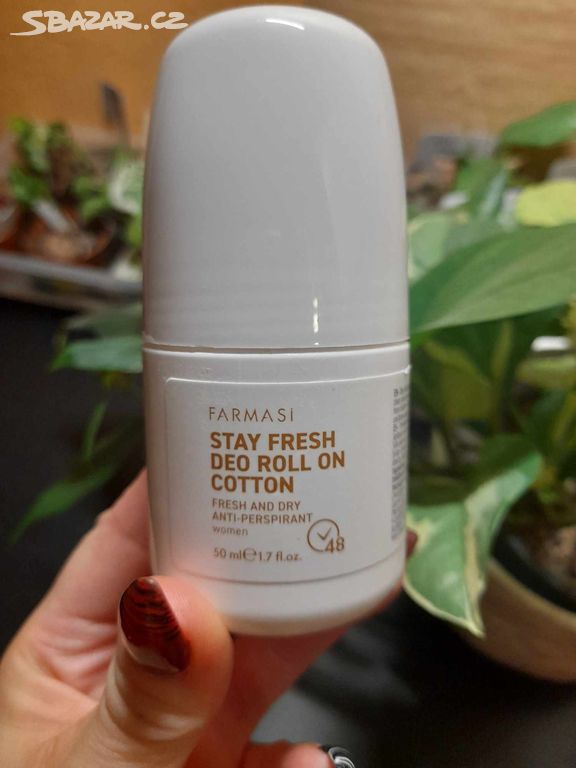 SBAZAR.CZ
FARMASİ
STAY FRESH
DEO ROLL ON
COTTON
FRESH AND DRY
ANTI-PERSPIRANT
women
48
50 ml℮1.7 fl.oz.